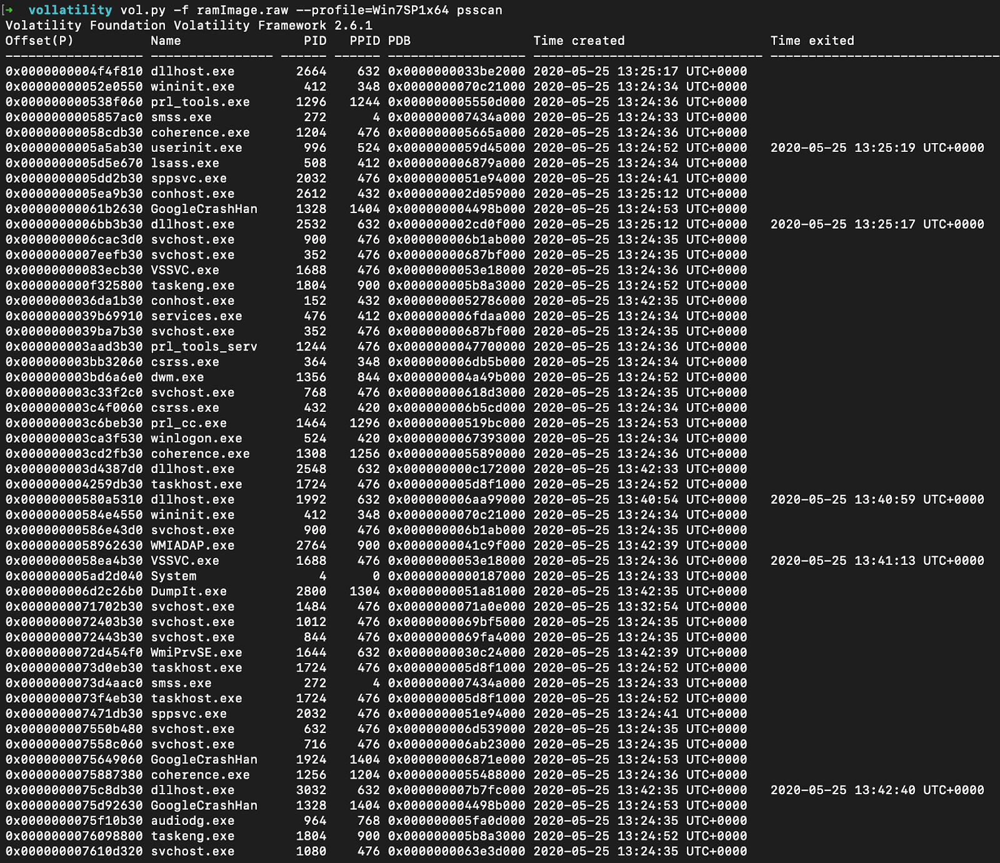 [➜  vollatility vol.py -f ramImage.raw --profile=Win7SP1x64 psscan
Volatility Foundation Volatility Framework 2.6.1
Offset(P)          Name                PID   PPID PDB                Time created                   Time exited
------------------ ---------------- ------ ------ ------------------ ------------------------------ ------------------------------
0x0000000004f4f810 dllhost.exe        2664    632 0x0000000033be2000 2020-05-25 13:25:17 UTC+0000
0x00000000052e0550 wininit.exe         412    348 0x0000000070c21000 2020-05-25 13:24:34 UTC+0000
0x000000000538f060 prl_tools.exe      1296   1244 0x000000005550d000 2020-05-25 13:24:36 UTC+0000
0x0000000005857ac0 smss.exe            272      4 0x000000007434a000 2020-05-25 13:24:33 UTC+0000
0x00000000058cdb30 coherence.exe      1204    476 0x000000005665a000 2020-05-25 13:24:36 UTC+0000
0x0000000005a5ab30 userinit.exe        996    524 0x0000000059d45000 2020-05-25 13:24:52 UTC+0000   2020-05-25 13:25:19 UTC+0000
0x0000000005d5e670 lsass.exe           508    412 0x000000006879a000 2020-05-25 13:24:34 UTC+0000
0x0000000005dd2b30 sppsvc.exe         2032    476 0x0000000051e94000 2020-05-25 13:24:41 UTC+0000
0x0000000005ea9b30 conhost.exe        2612    432 0x000000002d059000 2020-05-25 13:25:12 UTC+0000
0x00000000061b2630 GoogleCrashHan     1328   1404 0x000000004498b000 2020-05-25 13:24:53 UTC+0000
0x0000000006bb3b30 dllhost.exe        2532    632 0x000000002cd0f000 2020-05-25 13:25:12 UTC+0000   2020-05-25 13:25:17 UTC+0000
0x0000000006cac3d0 svchost.exe         900    476 0x000000006b1ab000 2020-05-25 13:24:35 UTC+0000
0x0000000007eefb30 svchost.exe         352    476 0x00000000687bf000 2020-05-25 13:24:35 UTC+0000
0x00000000083ecb30 VSSVC.exe          1688    476 0x0000000053e18000 2020-05-25 13:24:36 UTC+0000
0x000000000f325800 taskeng.exe        1804    900 0x000000005b8a3000 2020-05-25 13:24:52 UTC+0000
0x0000000036da1b30 conhost.exe         152    432 0x0000000052786000 2020-05-25 13:42:35 UTC+0000
0x0000000039b69910 services.exe        476    412 0x000000006fdaa000 2020-05-25 13:24:34 UTC+0000
0x0000000039ba7b30 svchost.exe         352    476 0x00000000687bf000 2020-05-25 13:24:35 UTC+0000
0x000000003aad3b30 prl_tools_serv     1244    476 0x0000000047700000 2020-05-25 13:24:36 UTC+0000
0x000000003bb32060 csrss.exe           364    348 0x000000006db5b000 2020-05-25 13:24:34 UTC+0000
0x000000003bd6a6e0 dwm.exe            1356    844 0x000000004a49b000 2020-05-25 13:24:52 UTC+0000
0x000000003c33f2c0 svchost.exe         768    476 0x00000000618d3000 2020-05-25 13:24:35 UTC+0000
0x000000003c4f0060 csrss.exe           432    420 0x000000006b5cd000 2020-05-25 13:24:34 UTC+0000
0x000000003c6beb30 prl_cc.exe         1464   1296 0x00000000519bc000 2020-05-25 13:24:53 UTC+0000
0x000000003ca3f530 winlogon.exe        524    420 0x0000000067393000 2020-05-25 13:24:34 UTC+0000
0x000000003cd2fb30 coherence.exe      1308   1256 0x0000000055890000 2020-05-25 13:24:36 UTC+0000
0x000000003d4387d0 dllhost.exe        2548    632 0x000000000c172000 2020-05-25 13:42:33 UTC+0000
0x000000004259db30 taskhost.exe       1724    476 0x000000005d8f1000 2020-05-25 13:24:52 UTC+0000
0x00000000580a5310 dllhost.exe        1992    632 0x000000006aa99000 2020-05-25 13:40:54 UTC+0000   2020-05-25 13:40:59 UTC+0000
0x00000000584e4550 wininit.exe         412    348 0x0000000070c21000 2020-05-25 13:24:34 UTC+0000
0x00000000586e43d0 svchost.exe         900    476 0x000000006b1ab000 2020-05-25 13:24:35 UTC+0000
0x0000000058962630 WMIADAP.exe        2764    900 0x0000000041c9f000 2020-05-25 13:42:39 UTC+0000
0x0000000058ea4b30 VSSVC.exe          1688    476 0x0000000053e18000 2020-05-25 13:24:36 UTC+0000   2020-05-25 13:41:13 UTC+0000
0x000000005ad2d040 System                4      0 0x0000000000187000 2020-05-25 13:24:33 UTC+0000
0x000000006d2c26b0 DumpIt.exe         2800   1304 0x0000000051a81000 2020-05-25 13:42:35 UTC+0000
0x0000000071702b30 svchost.exe        1484    476 0x0000000071a0e000 2020-05-25 13:32:54 UTC+0000
0x0000000072403b30 svchost.exe        1012    476 0x0000000069bf5000 2020-05-25 13:24:35 UTC+0000
0x0000000072443b30 svchost.exe         844    476 0x0000000069fa4000 2020-05-25 13:24:35 UTC+0000
0x0000000072d454f0 WmiPrvSE.exe       1644    632 0x0000000030c24000 2020-05-25 13:42:39 UTC+0000
0x0000000073d0eb30 taskhost.exe       1724    476 0x000000005d8f1000 2020-05-25 13:24:52 UTC+0000
0x0000000073d4aac0 smss.exe            272      4 0x000000007434a000 2020-05-25 13:24:33 UTC+0000
0x0000000073f4eb30 taskhost.exe       1724    476 0x000000005d8f1000 2020-05-25 13:24:52 UTC+0000
0x000000007471db30 sppsvc.exe         2032    476 0x0000000051e94000 2020-05-25 13:24:41 UTC+0000
0x000000007550b480 svchost.exe         632    476 0x000000006d539000 2020-05-25 13:24:35 UTC+0000
0x000000007558c060 svchost.exe         716    476 0x000000006ab23000 2020-05-25 13:24:35 UTC+0000
0x0000000075649060 GoogleCrashHan     1924   1404 0x000000006871e000 2020-05-25 13:24:53 UTC+0000
0x0000000075887380 coherence.exe      1256   1204 0x0000000055488000 2020-05-25 13:24:36 UTC+0000
0x0000000075c8db30 dllhost.exe        3032    632 0x000000007b7fc000 2020-05-25 13:42:35 UTC+0000   2020-05-25 13:42:40 UTC+0000
0x0000000075d92630 GoogleCrashHan     1328   1404 0x000000004498b000 2020-05-25 13:24:53 UTC+0000
0x0000000075f10b30 audiodg.exe         964    768 0x000000005fa0d000 2020-05-25 13:24:35 UTC+0000
0x0000000076098800 taskeng.exe        1804    900 0x000000005b8a3000 2020-05-25 13:24:52 UTC+0000
0x000000007610d320 svchost.exe        1080    476 0x0000000063e3d000 2020-05-25 13:24:35 UTC+0000